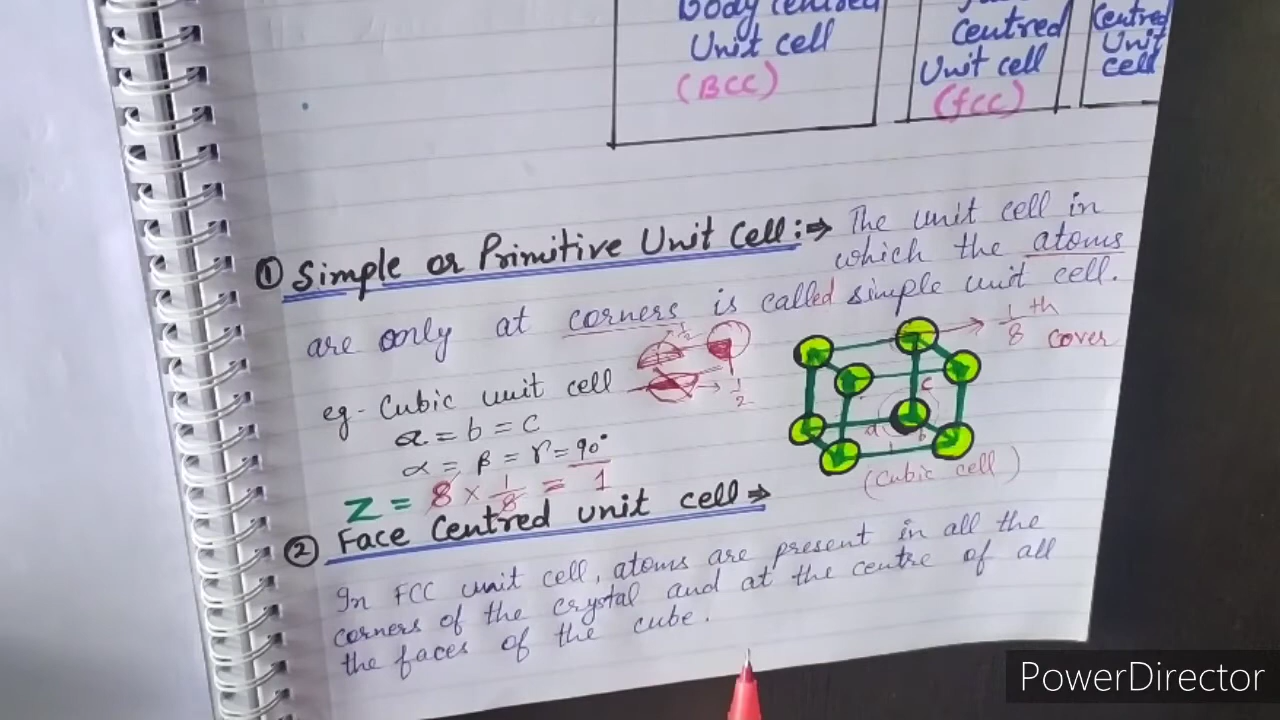 Body Centred
Unit cell
(BCC)
Centred
Unit cell
(fCC)
Centred
Unit
cell
① Simple or Primitive Unit Cell:⇒ The unit cell in
which the atoms
are only at corners is called simple unit cell.
1/2
1/2
1/8 th
cover
eg- Cubic unit cell
a = b = c
α = β = γ = 90°
Z = 8 × 1/8 = 1
c
a
b
(Cubic cell)
② Face Centred unit cell ⇒
In FCC unit cell, atoms are present in all the
corners of the crystal and at the centre of all
the faces of the cube.
PowerDirector